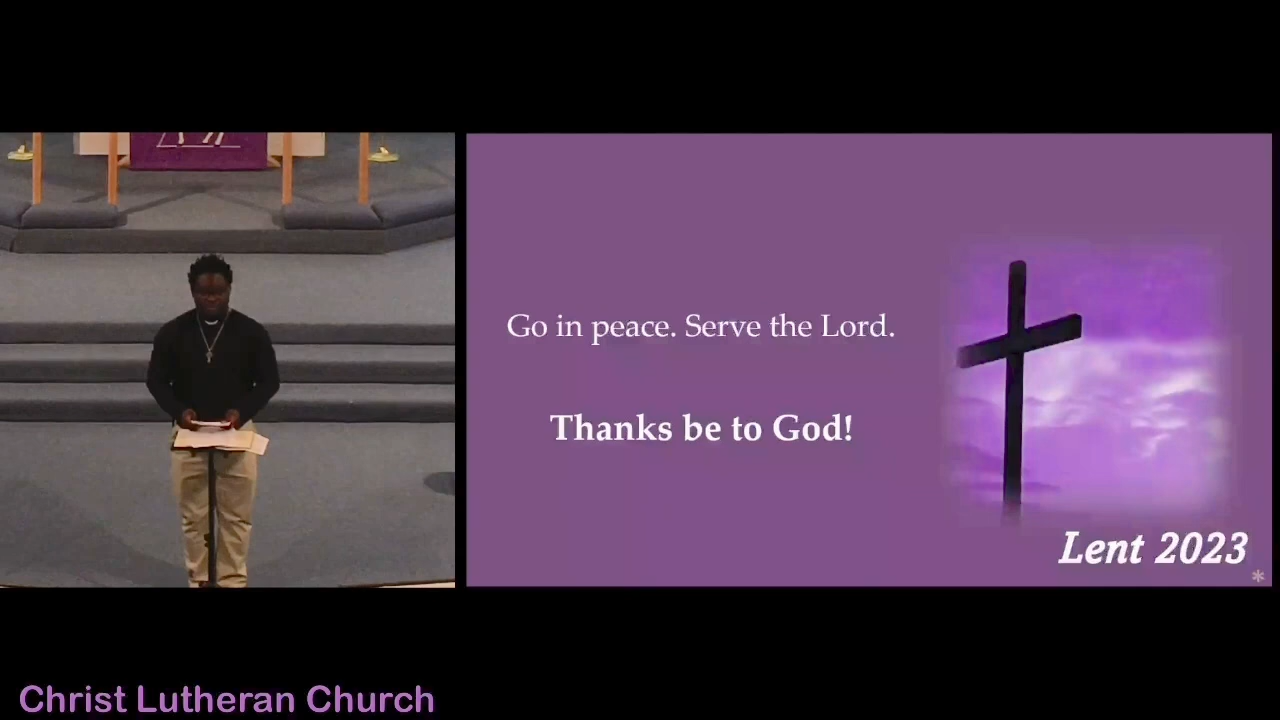 Go in peace. Serve the Lord.
Thanks be to God!
Lent 2023
*
Christ Lutheran Church